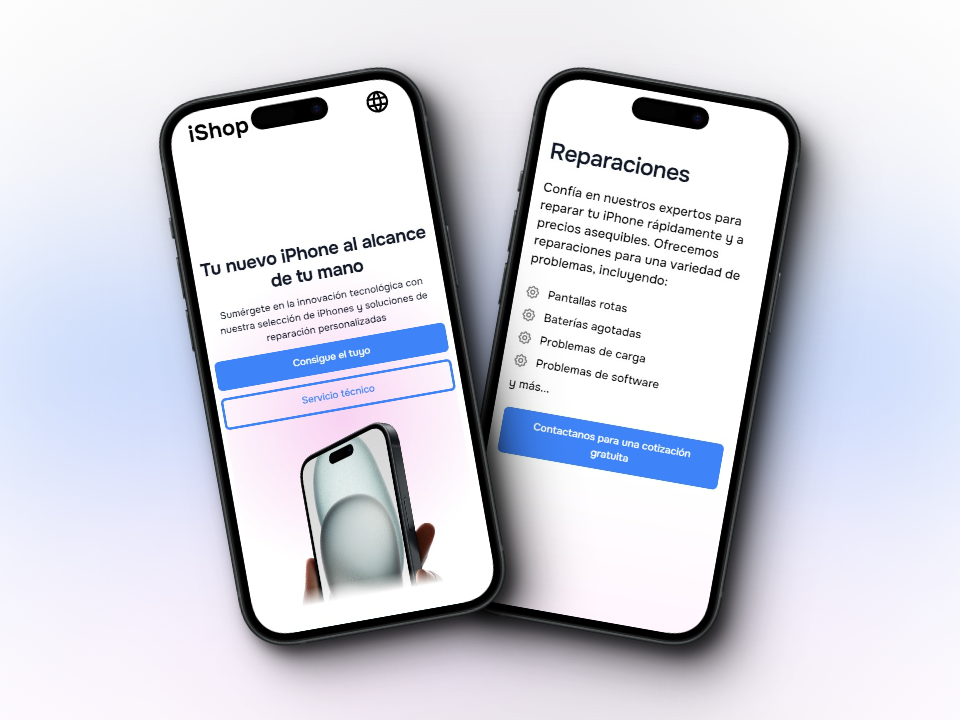 iShop
Tu nuevo iPhone al alcance
de tu mano
Sumérgete en la innovación tecnológica con
nuestra selección de iPhones y soluciones de
reparación personalizadas
Consigue el tuyo
Servicio técnico
Reparaciones
Confía en nuestros expertos para
reparar tu iPhone rápidamente y a
precios asequibles. Ofrecemos
reparaciones para una variedad de
problemas, incluyendo:
Pantallas rotas
Baterías agotadas
Problemas de carga
Problemas de software
y más...
Contactanos para una cotización
gratuita